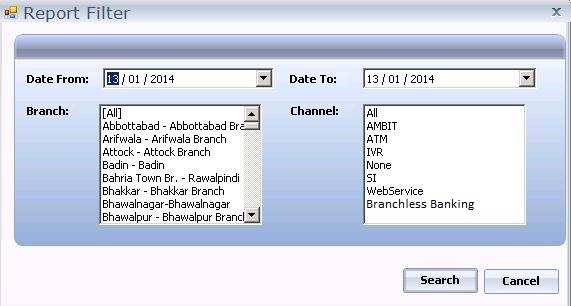 Report Filter
Date From: 13 / 01 / 2014 Date To: 13 / 01 / 2014
Branch:
[All]
Abbottabad - Abbottabad Bra
Arifwala - Arifwala Branch
Attock - Attock Branch
Badin - Badin
Bahria Town Br. - Rawalpindi
Bhakkar - Bhakkar Branch
Bhawalnagar-Bhawalnagar
Bhawalpur - Bhawalpur Branch
Channel:
All
AMBIT
ATM
IVR
None
SI
WebService
Branchless Banking
Search Cancel